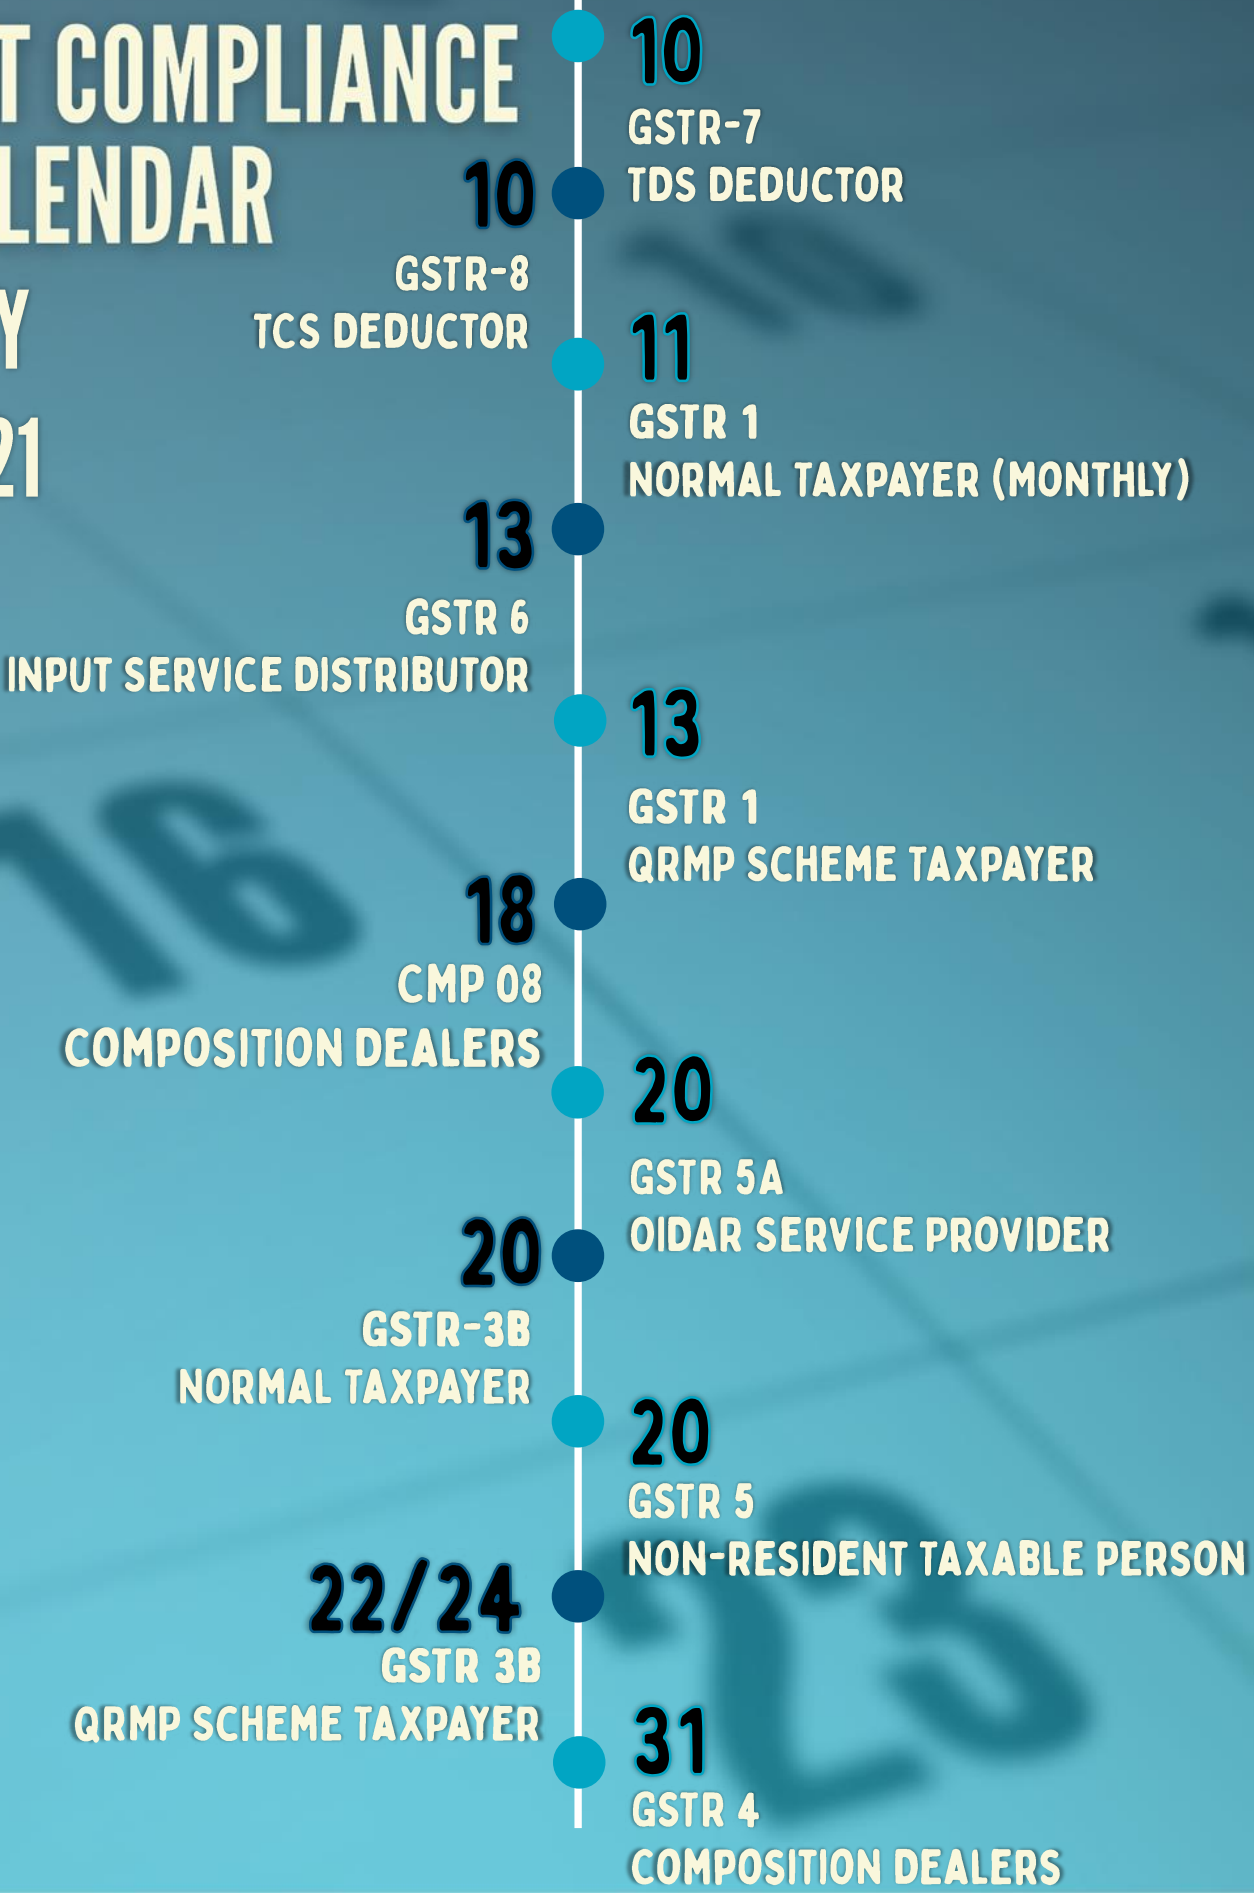 T COMPLIANCE
LENDAR
Y
21
10
GSTR-7
TDS DEDUCTOR
10
GSTR-8
TCS DEDUCTOR
11
GSTR 1
NORMAL TAXPAYER (MONTHLY)
13
GSTR 6
INPUT SERVICE DISTRIBUTOR
13
GSTR 1
QRMP SCHEME TAXPAYER
16
18
CMP 08
COMPOSITION DEALERS
20
GSTR 5A
OIDAR SERVICE PROVIDER
20
GSTR-3B
NORMAL TAXPAYER
20
GSTR 5
NON-RESIDENT TAXABLE PERSON
22/24
GSTR 3B
QRMP SCHEME TAXPAYER
23
31
GSTR 4
COMPOSITION DEALERS